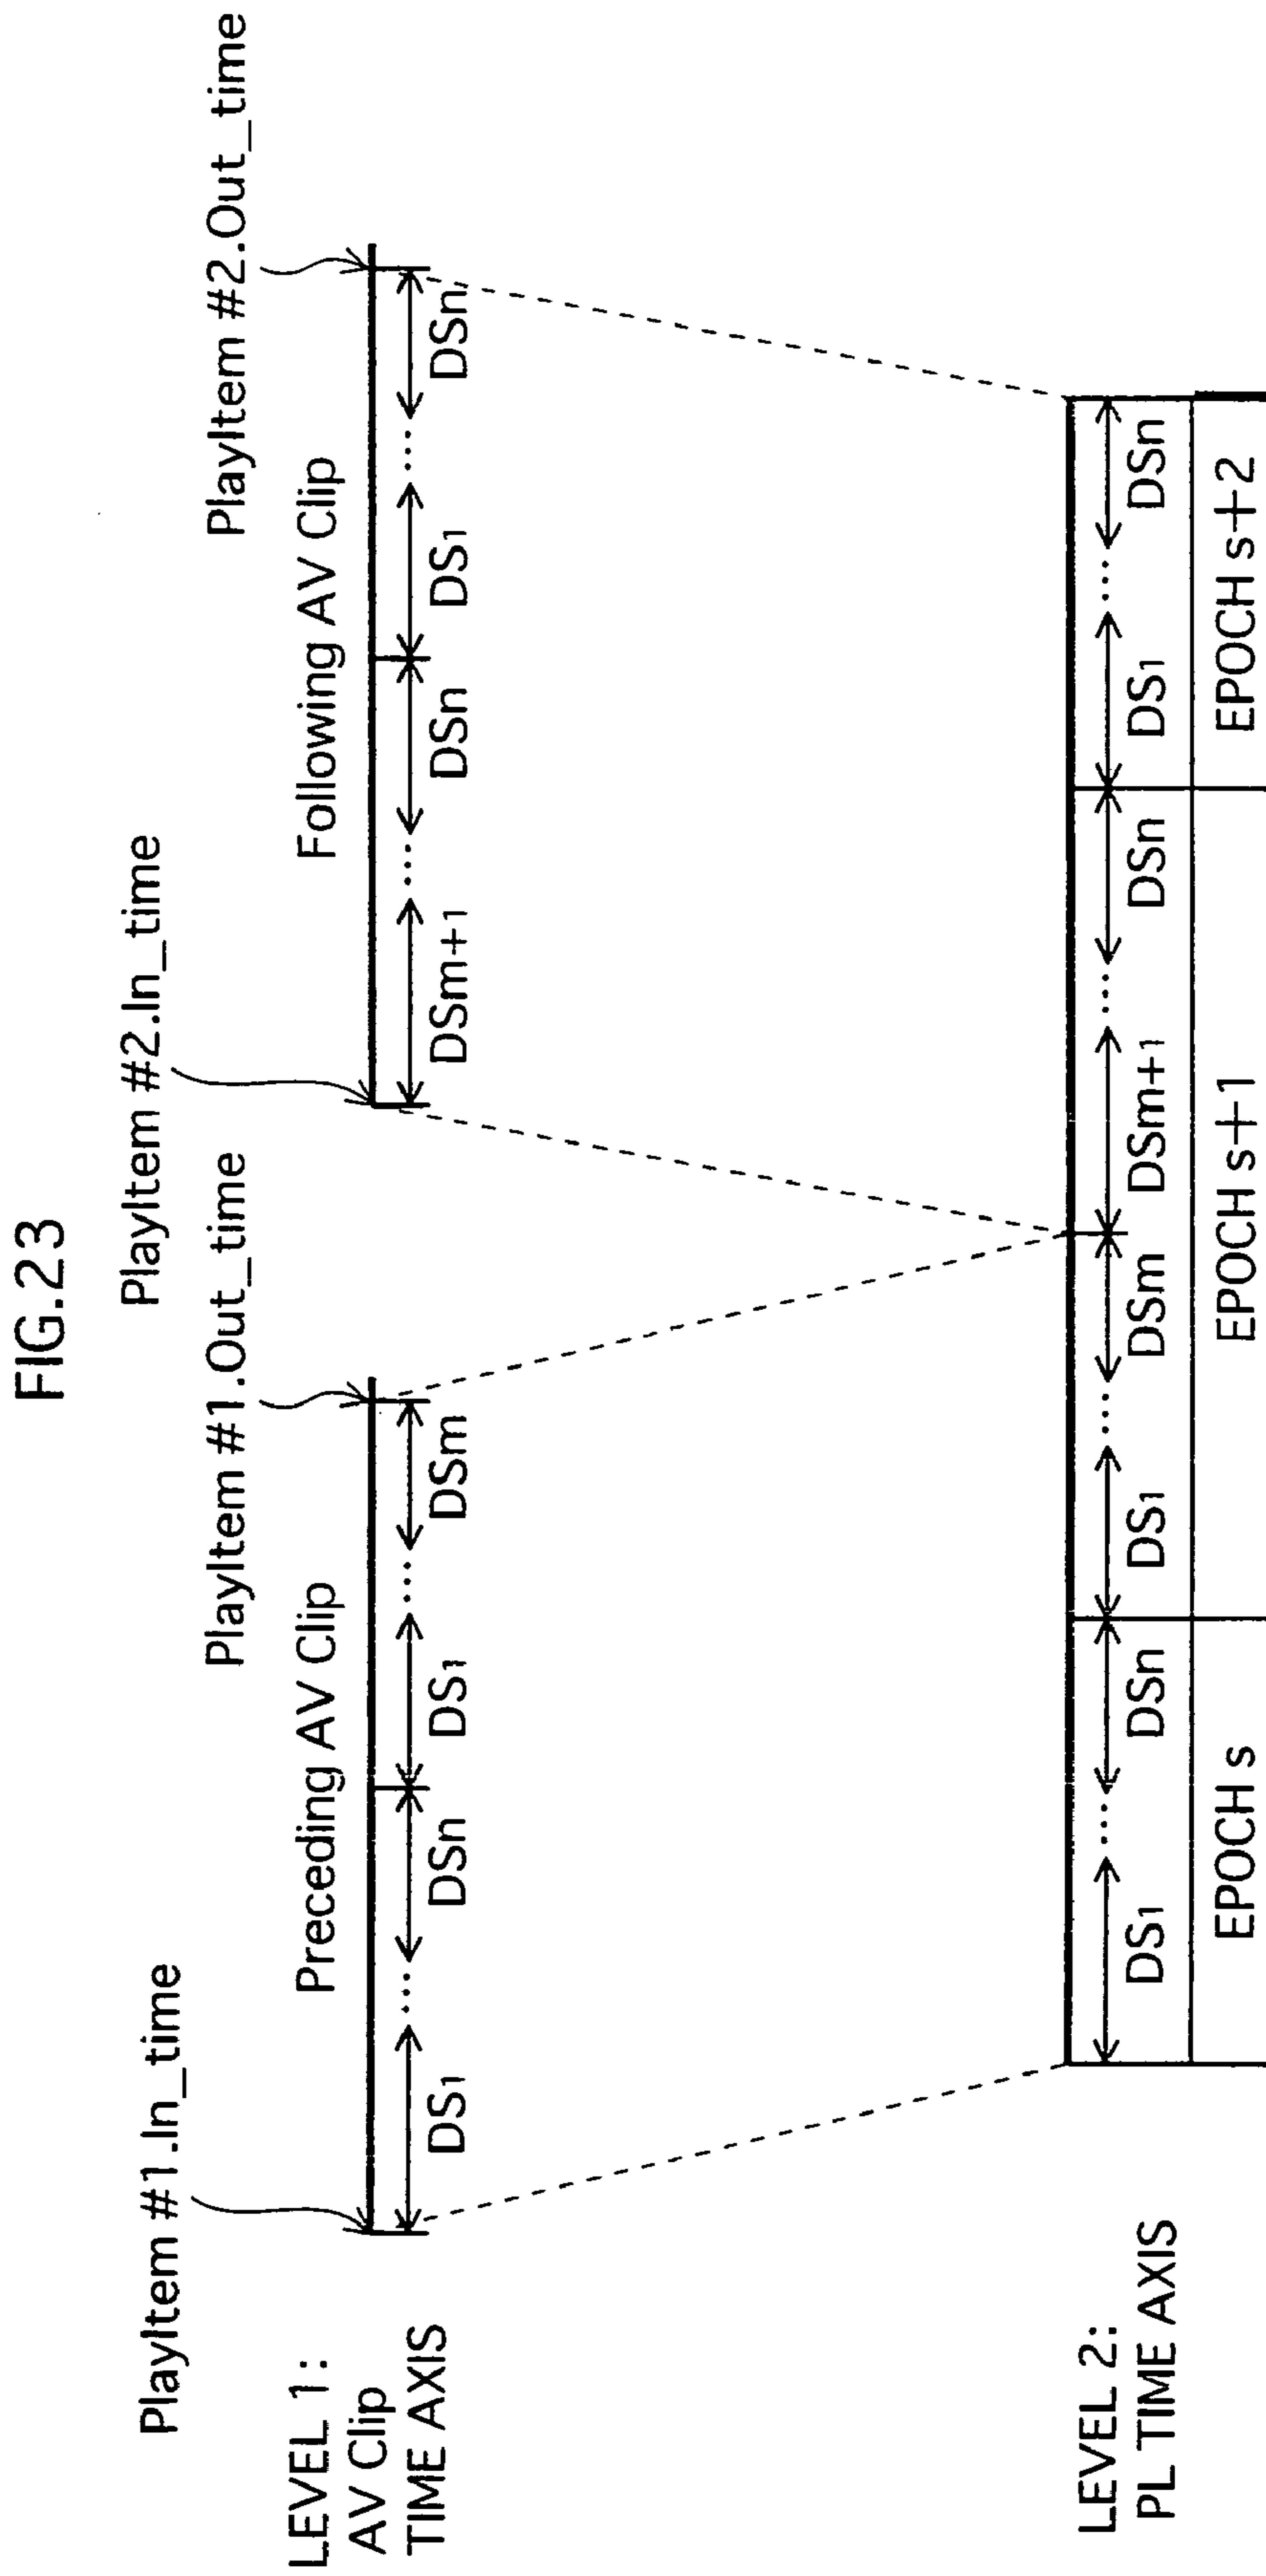 FIG.23
PlayItem #1.In_time
PlayItem #1.Out_time
PlayItem #2.In_time
PlayItem #2.Out_time
LEVEL 1:
AV Clip
TIME AXIS
Preceding AV Clip
Following AV Clip
DS1 ... DSn DS1 ... DSm DSm+1 ... DSn DS1 ... DSn
LEVEL 2:
PL TIME AXIS
DS1 ... DSn DS1 ... DSm DSm+1 ... DSn DS1 ... DSn
EPOCH s EPOCH s+1 EPOCH s+2